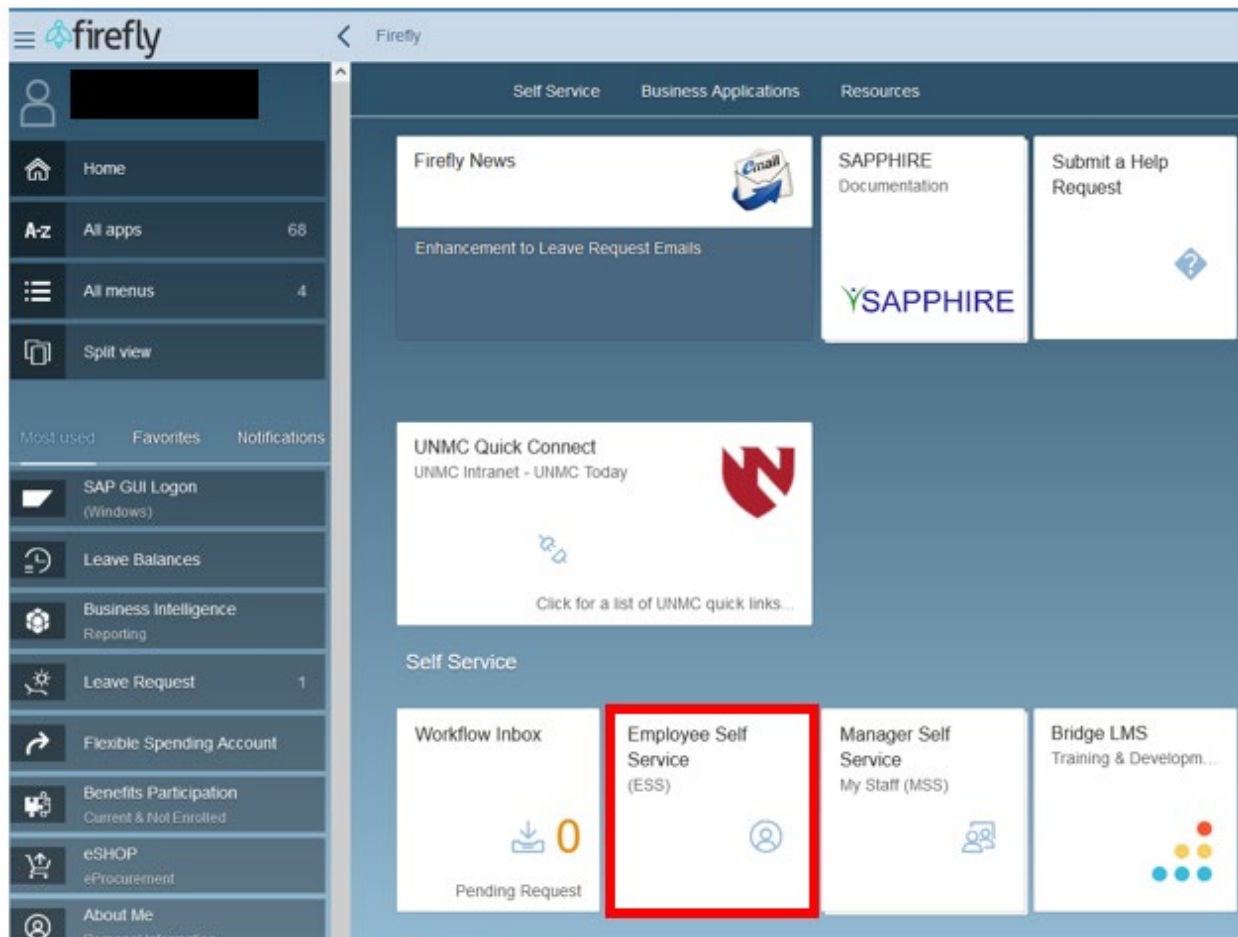 firefly
Firefly
Home
All apps 68
All menus 4
Split view
Most used Favorites Notifications
SAP GUI Logon
(Windows)
Leave Balances
Business Intelligence
Reporting
Leave Request 1
Flexible Spending Account
Benefits Participation
Current & Not Enrolled
eSHOP
eProcurement
About Me
Personal Information
Self Service Business Applications Resources
Firefly News
Email
Enhancement to Leave Request Emails
SAPPHIRE
Documentation
SAPPHIRE
Submit a Help
Request
?
UNMC Quick Connect
UNMC Intranet - UNMC Today
N
Click for a list of UNMC quick links...
Self Service
Workflow Inbox
0
Pending Request
Employee Self
Service
(ESS)
Manager Self
Service
My Staff (MSS)
Bridge LMS
Training & Developm...
A-z